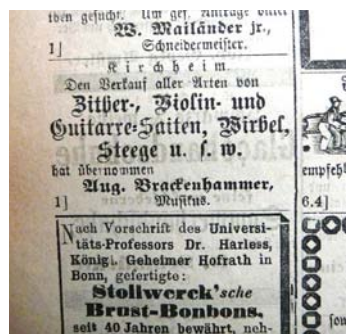 then gesucht. Um gef. Anträge bittet
W. Mailänder jr.,
1] Schneidermeister.
Kirchheim
Den Verkauf aller Arten von
Zither-, Violin- und
Guitarre-Saiten, Wirbel,
Steege u. s. w.
hat übernommen
Aug. Brackenhammer,
1] Musikus.
Nach Vorschrift des Universi-
täts-Professors Dr. Harless,
Königl. Geheimer Hofrath in
Bonn, gefertigte:
Stollwerck'sche
Brust-Bonbons,
seit 40 Jahren bewährt, neh-
empfehl
6.4]